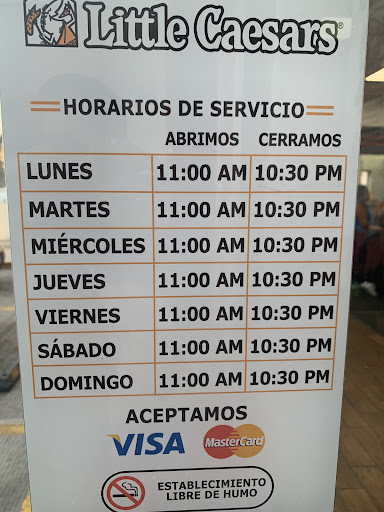 Little Caesars®
HORARIOS DE SERVICIO
ABRIMOS CERRAMOS
LUNES 11:00 AM 10:30 PM
MARTES 11:00 AM 10:30 PM
MIÉRCOLES 11:00 AM 10:30 PM
JUEVES 11:00 AM 10:30 PM
VIERNES 11:00 AM 10:30 PM
SÁBADO 11:00 AM 10:30 PM
DOMINGO 11:00 AM 10:30 PM
ACEPTAMOS
VISA MasterCard
ESTABLECIMIENTO
LIBRE DE HUMO